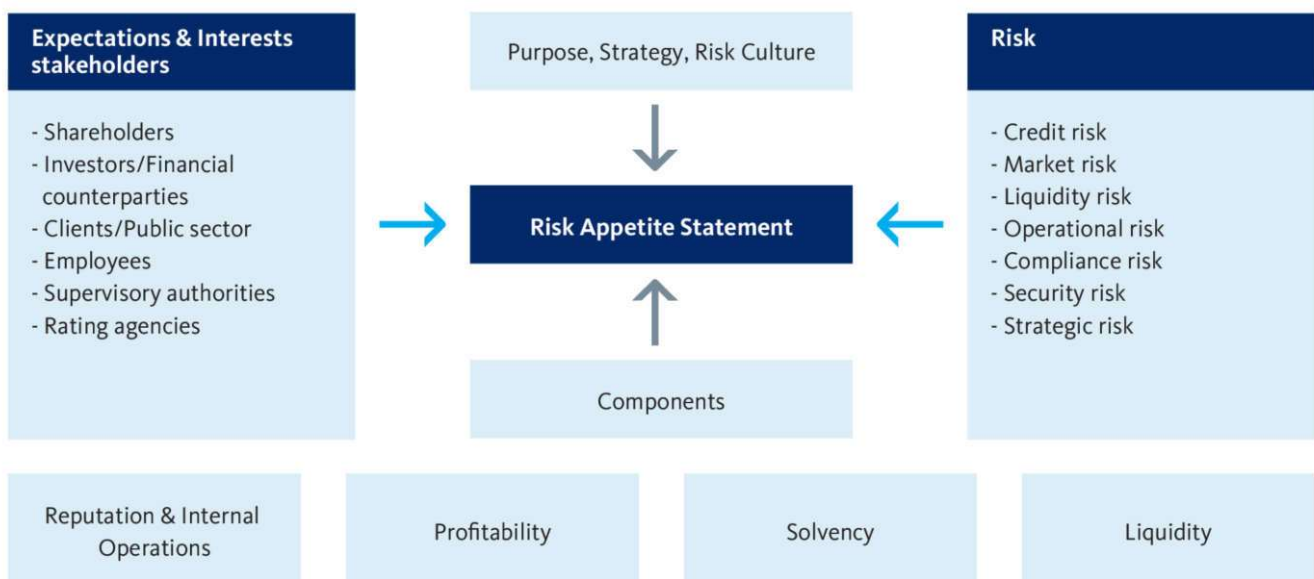 Expectations & Interests
stakeholders
- Shareholders
- Investors/Financial
counterparties
- Clients/Public sector
- Employees
- Supervisory authorities
- Rating agencies
Purpose, Strategy, Risk Culture
Risk Appetite Statement
Components
Risk
- Credit risk
- Market risk
- Liquidity risk
- Operational risk
- Compliance risk
- Security risk
- Strategic risk
Reputation & Internal
Operations
Profitability
Solvency
Liquidity